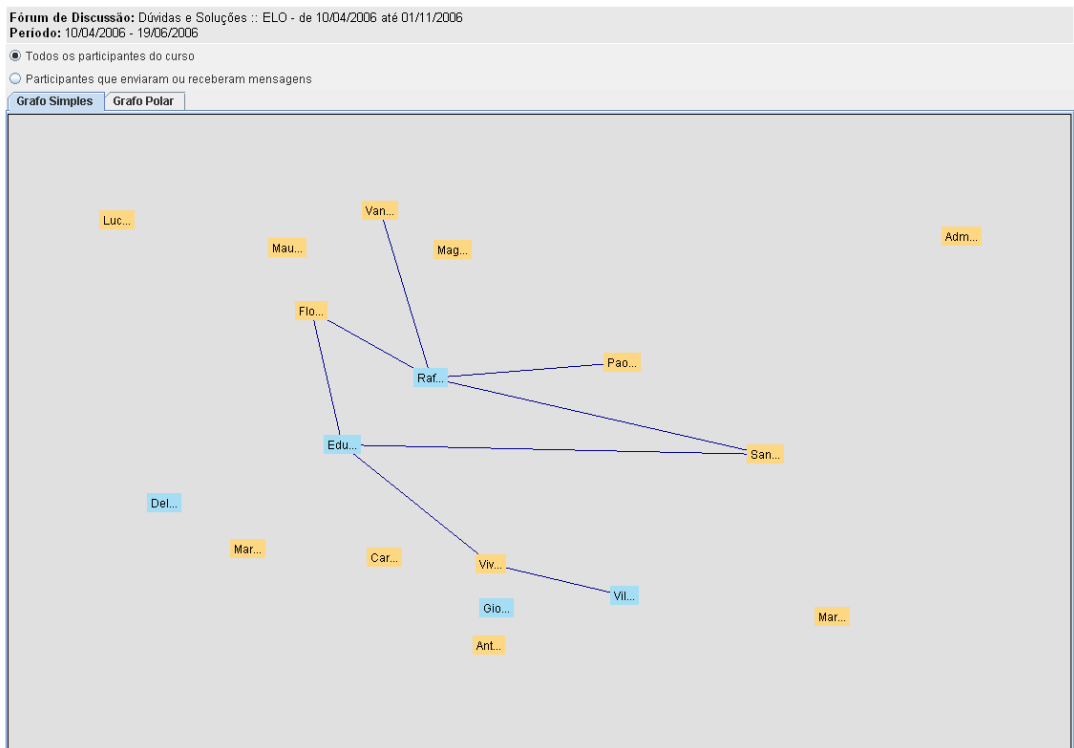 Fórum de Discussão: Dúvidas e Soluções :: ELO - de 10/04/2006 até 01/11/2006
Período: 10/04/2006 - 19/06/2006
Todos os participantes do curso
Participantes que enviaram ou receberam mensagens
Grafo Simples Grafo Polar
Van...
Luc...
Adm...
Mau...
Mag...
Flo...
Pao...
Raf...
Edu...
San...
Del...
Mar...
Car...
Viv...
Vil...
Gio...
Mar...
Ant...